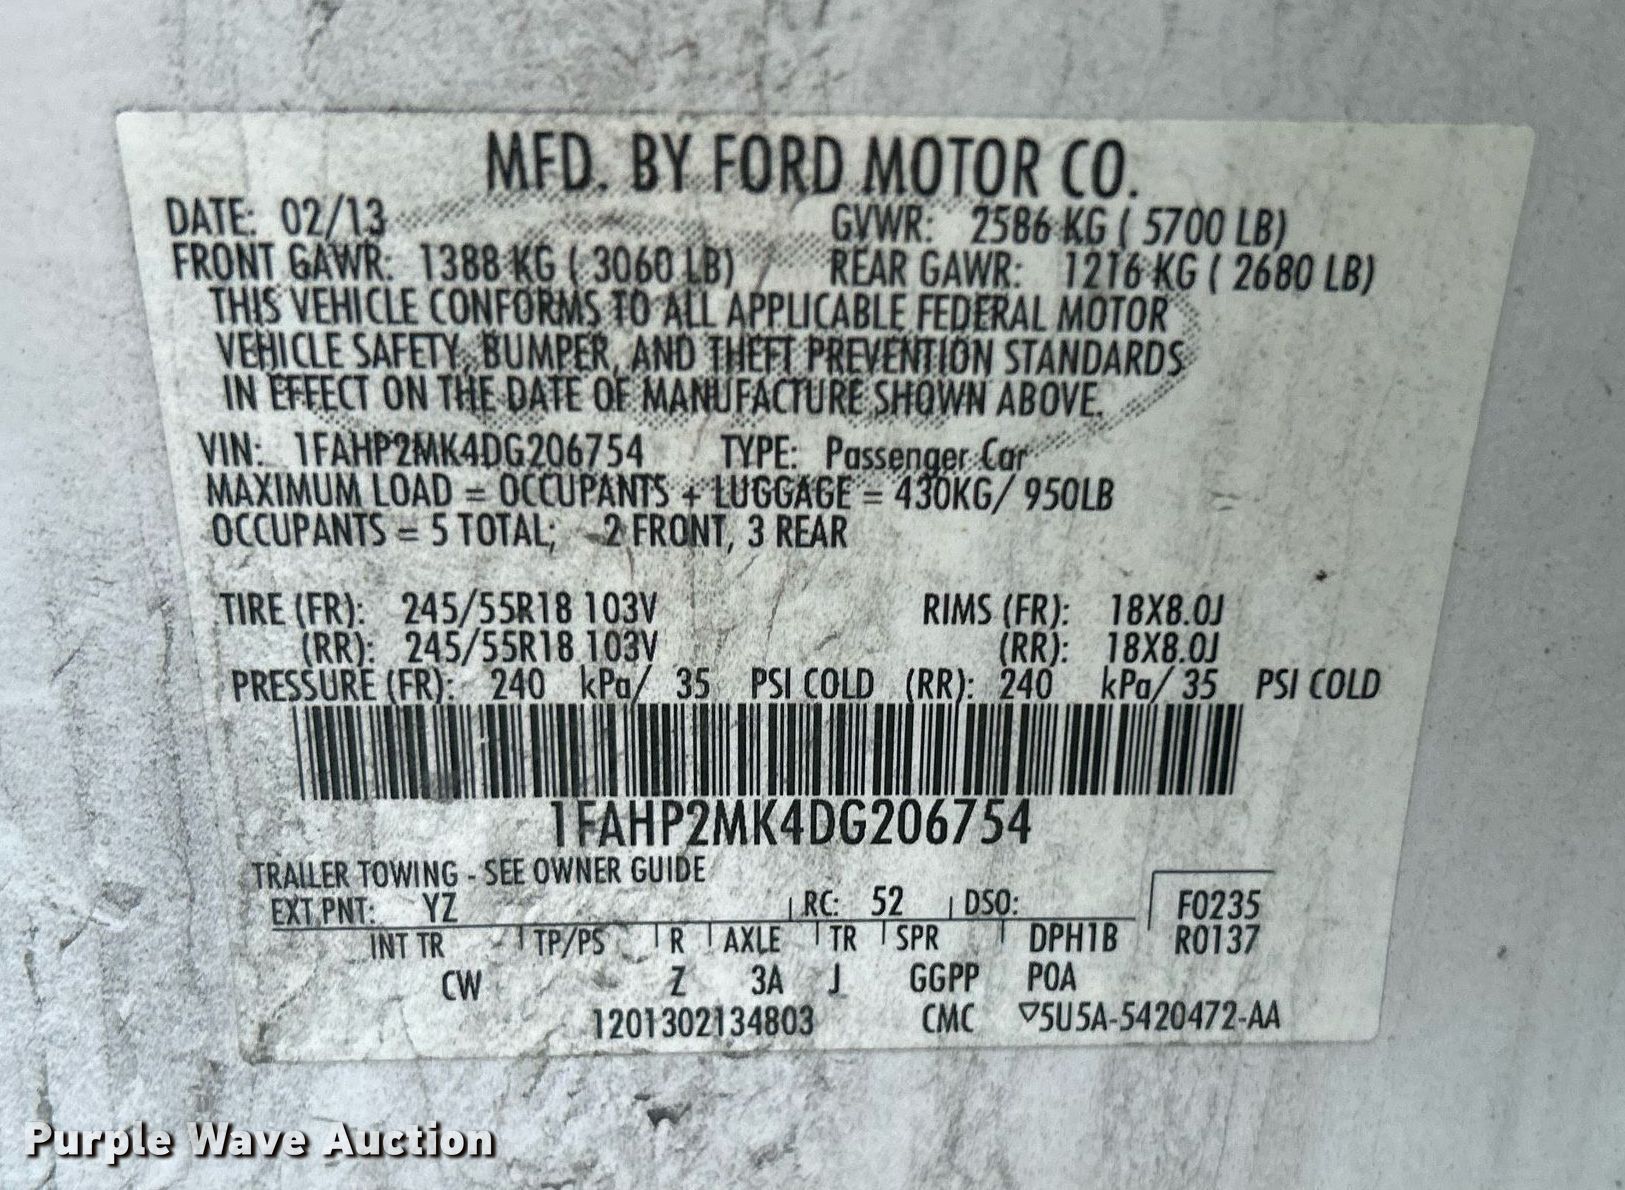 MFD. BY FORD MOTOR CO.
DATE: 02/13 GVWR: 2586 KG ( 5700 LB)
FRONT GAWR: 1388 KG ( 3060 LB) REAR GAWR: 1216 KG ( 2680 LB)
THIS VEHICLE CONFORMS TO ALL APPLICABLE FEDERAL MOTOR
VEHICLE SAFETY, BUMPER, AND THEFT PREVENTION STANDARDS
IN EFFECT ON THE DATE OF MANUFACTURE SHOWN ABOVE.
VIN: 1FAHP2MK4DG206754 TYPE: Passenger Car
MAXIMUM LOAD = OCCUPANTS + LUGGAGE = 430KG/ 950LB
OCCUPANTS = 5 TOTAL; 2 FRONT, 3 REAR
TIRE (FR): 245/55R18 103V RIMS (FR): 18X8.0J
(RR): 245/55R18 103V (RR): 18X8.0J
PRESSURE (FR): 240 kPa/ 35 PSI COLD (RR): 240 kPa/ 35 PSI COLD
1FAHP2MK4DG206754
TRAILER TOWING - SEE OWNER GUIDE
EXT PNT: YZ RC: 52 DSO: F0235
INT TR TP/PS R AXLE TR SPR DPH1B R0137
CW Z 3A J GGPP POA
1201302134803 CMC ▽5U5A-5420472-AA
Purple Wave Auction